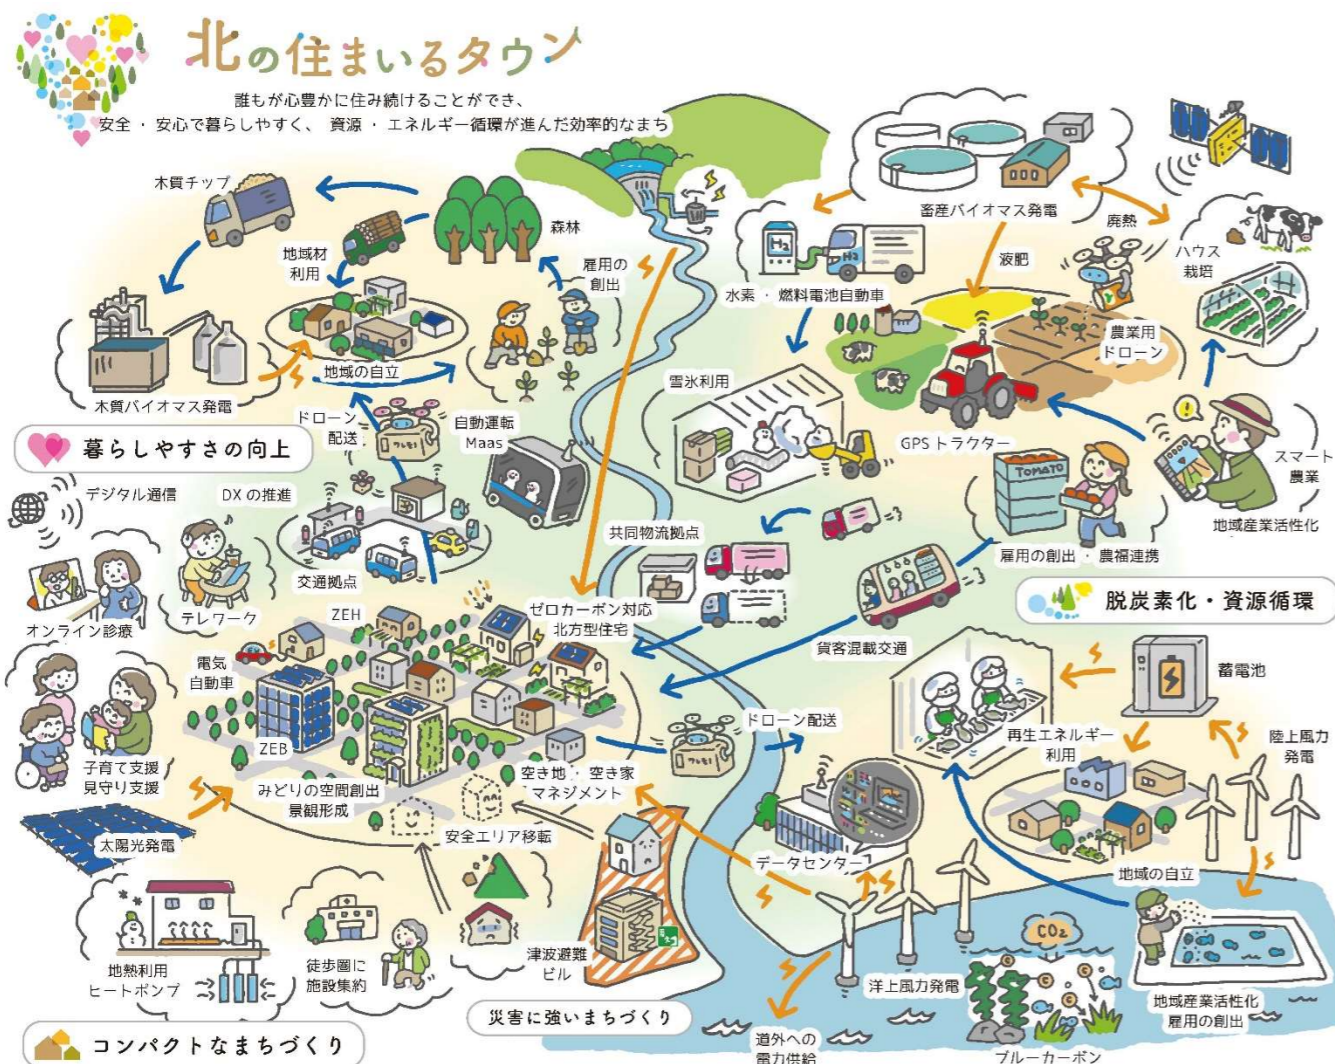 北の住まいるタウン
誰もが心豊かに住み続けることができ、
安全・安心で暮らしやすく、資源・エネルギー循環が進んだ効率的なまち
木質チップ
地域材
利用
森林
雇用の
創出
木質バイオマス発電
地域の自立
畜産バイオマス発電
廃熱
ハウス
栽培
液肥
H2
H2
水素・燃料電池自動車
農業用
ドローン
雪氷利用
GPSトラクター
TOMATO
スマート
農業
地域産業活性化
雇用の創出・農福連携
暮らしやすさの向上
ドローン
配送
自動運転
Maas
デジタル通信
DXの推進
交通拠点
テレワーク
オンライン診療
共同物流拠点
貨客混載交通
脱炭素化・資源循環
ZEH
ゼロカーボン対応
北方型住宅
電気
自動車
ZEB
子育て支援
見守り支援
みどりの空間創出
景観形成
空き地・空き家
マネジメント
ドローン配送
太陽光発電
安全エリア移転
データセンター
再生エネルギー
利用
蓄電池
陸上風力
発電
地域の自立
地熱利用
ヒートポンプ
徒歩圏に
施設集約
津波避難
ビル
災害に強いまちづくり
コンパクトなまちづくり
洋上風力発電
道外への
電力供給
CO2
C
C
C
C
ブルーカーボン
地域産業活性化
雇用の創出